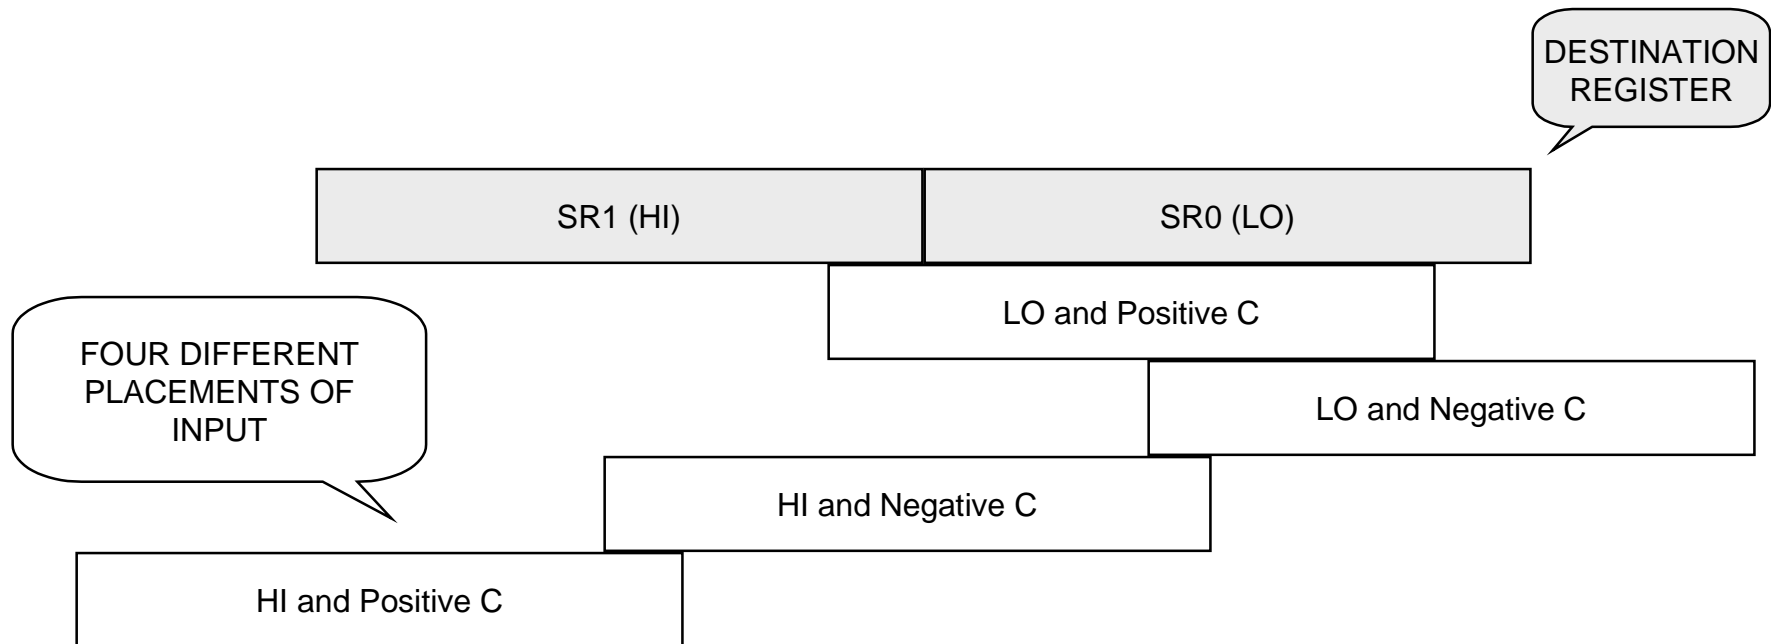 DESTINATION
REGISTER
SR1 (HI)
SR0 (LO)
LO and Positive C
FOUR DIFFERENT
PLACEMENTS OF
INPUT
LO and Negative C
HI and Negative C
HI and Positive C